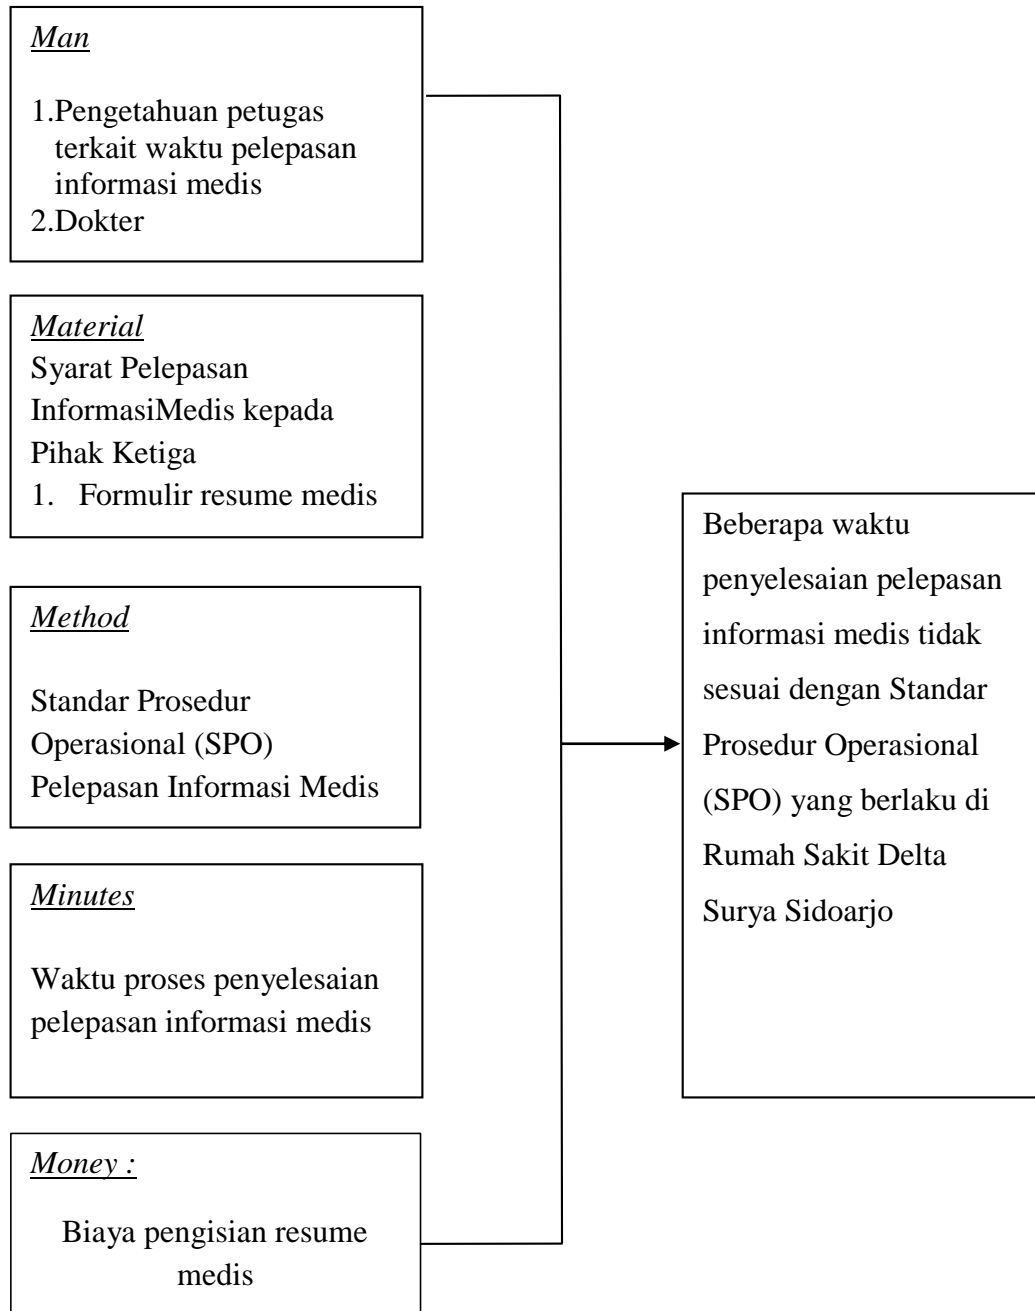 Man
1.Pengetahuan petugas
terkait waktu pelepasan
informasi medis
2.Dokter
Material
Syarat Pelepasan
InformasiMedis kepada
Pihak Ketiga
1. Formulir resume medis
Method
Standar Prosedur
Operasional (SPO)
Pelepasan Informasi Medis
Minutes
Waktu proses penyelesaian
pelepasan informasi medis
Money :
Biaya pengisian resume
medis
Beberapa waktu
penyelesaian pelepasan
informasi medis tidak
sesuai dengan Standar
Prosedur Operasional
(SPO) yang berlaku di
Rumah Sakit Delta
Surya Sidoarjo